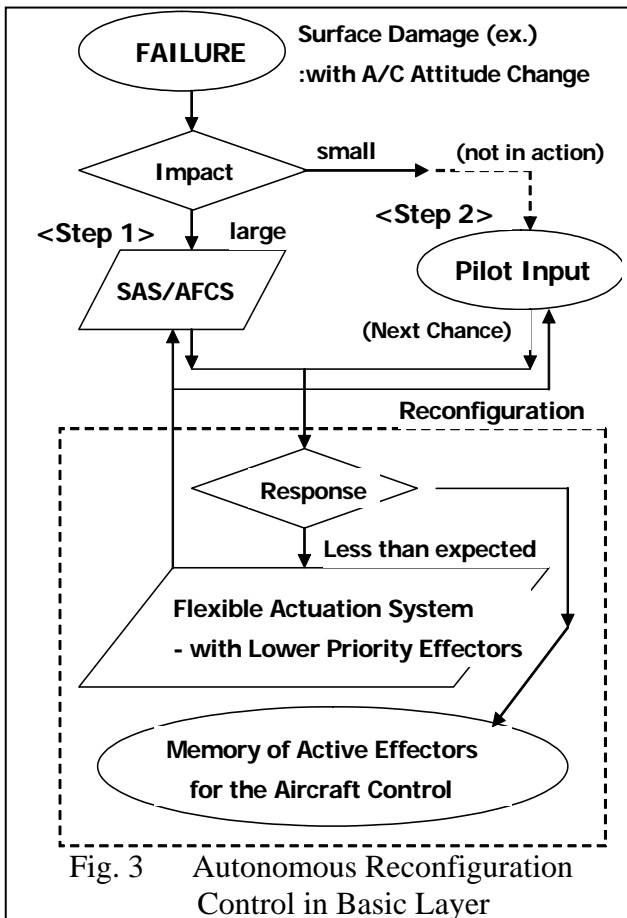 FAILURE
Surface Damage (ex.)
:with A/C Attitude Change
Impact
small
(not in action)
<Step 1>
large
<Step 2>
SAS/AFCS
Pilot Input
(Next Chance)
Reconfiguration
Response
Less than expected
Flexible Actuation System
- with Lower Priority Effectors
Memory of Active Effectors
for the Aircraft Control
Fig. 3 Autonomous Reconfiguration
Control in Basic Layer